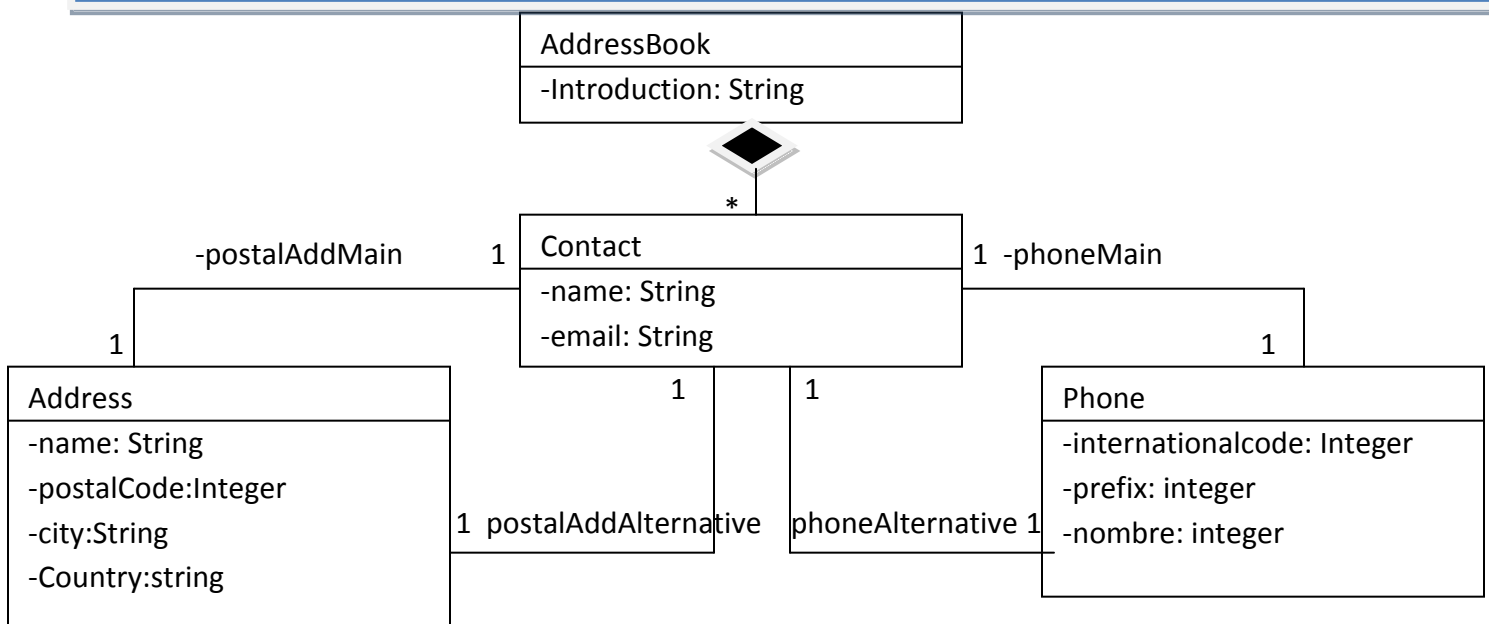 AddressBook
-Introduction: String
*
-postalAddMain 1
Contact
1 -phoneMain
-name: String
-email: String
1
1
1
1
Address
-name: String
-postalCode:Integer
-city:String
-Country:string
1 postalAddAlternative
phoneAlternative 1
Phone
-internationalcode: Integer
-prefix: integer
-nombre: integer